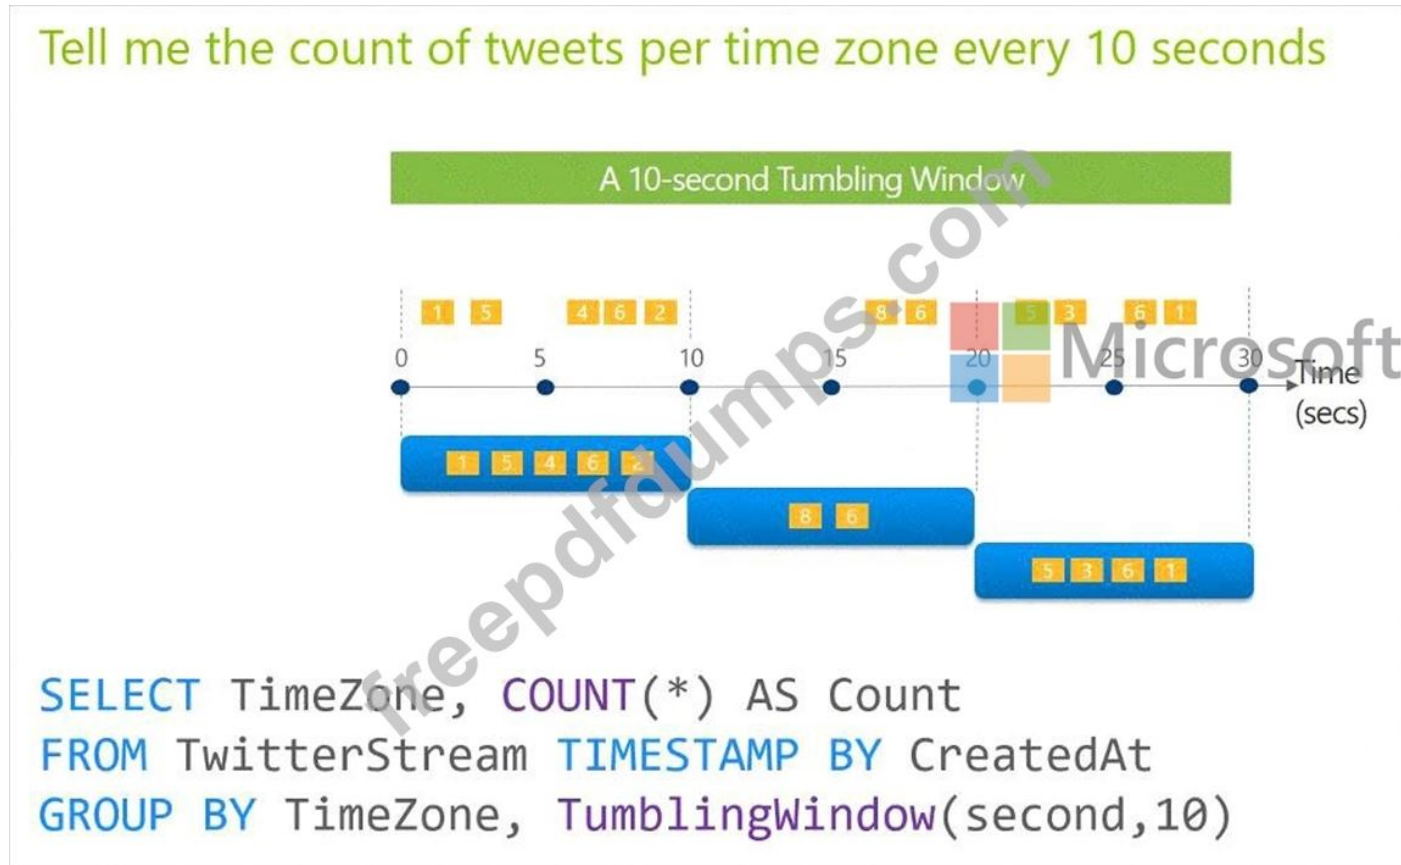 Tell me the count of tweets per time zone every 10 seconds
A 10-second Tumbling Window
1 5 4 6 2 8 6 5 3 6 1
0 5 10 15 20 25 30
Microsoft
Time
(secs)
1 5 4 6 2
8 6
5 3 6 1
freepdfdumps.com
SELECT TimeZone, COUNT(*) AS Count
FROM TwitterStream TIMESTAMP BY CreatedAt
GROUP BY TimeZone, TumblingWindow(second,10)